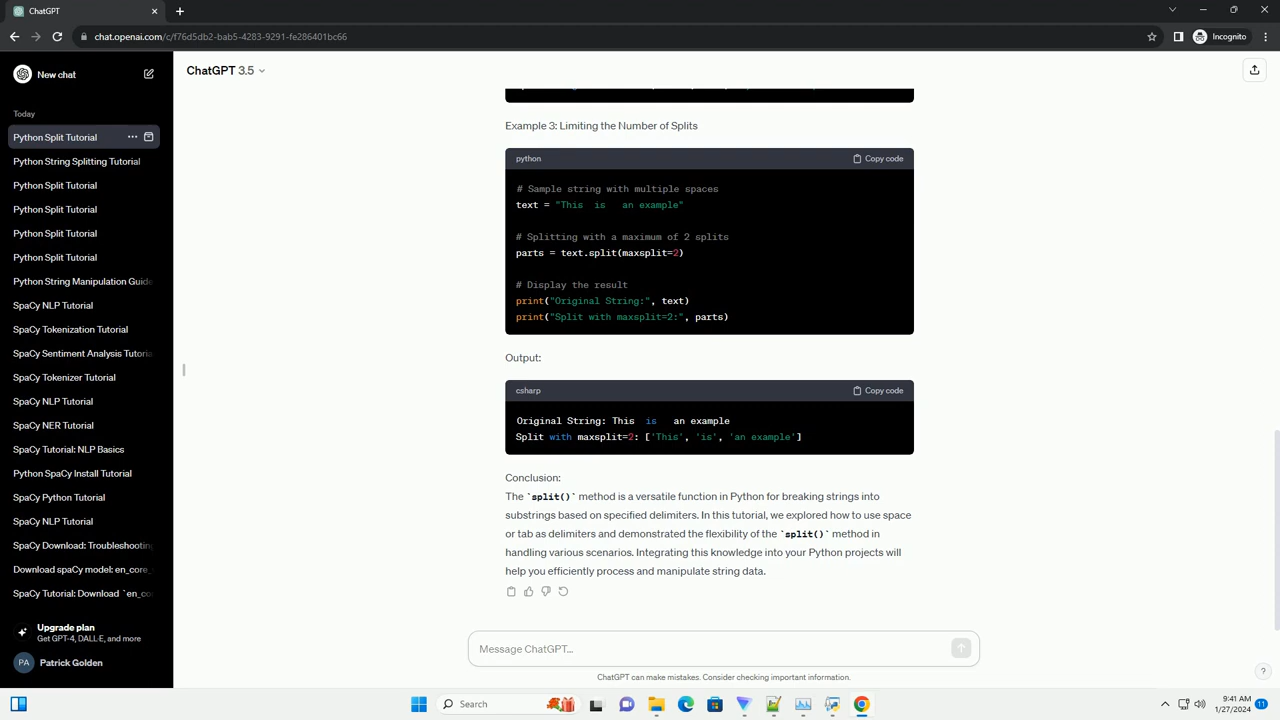 ChatGPT
chat.openai.com/c/f76d5db2-bab5-4283-9291-fe286401bc66
Incognito
New chat
ChatGPT 3.5
Today
Python Split Tutorial
Python String Splitting Tutorial
Python Split Tutorial
Python Split Tutorial
Python Split Tutorial
Python Split Tutorial
Python String Manipulation Guide
SpaCy NLP Tutorial
SpaCy Tokenization Tutorial
SpaCy Sentiment Analysis Tutoria
SpaCy Tokenizer Tutorial
SpaCy NLP Tutorial
SpaCy NER Tutorial
SpaCy Tutorial: NLP Basics
Python SpaCy Install Tutorial
SpaCy Python Tutorial
SpaCy NLP Tutorial
SpaCy Download: Troubleshooting
Download spaCy model: en_core_
SpaCy Tutorial: Download `en_cor
Upgrade plan
Get GPT-4, DALL·E, and more
PA
Patrick Golden
Example 3: Limiting the Number of Splits
python
Copy code
# Sample string with multiple spaces
text = "This  is   an example"
# Splitting with a maximum of 2 splits
parts = text.split(maxsplit=2)
# Display the result
print("Original String:", text)
print("Split with maxsplit=2:", parts)
Output:
csharp
Copy code
Original String: This  is   an example
Split with maxsplit=2: ['This', 'is', 'an example']
Conclusion:
The `split()` method is a versatile function in Python for breaking strings into
substrings based on specified delimiters. In this tutorial, we explored how to use space
or tab as delimiters and demonstrated the flexibility of the `split()` method in
handling various scenarios. Integrating this knowledge into your Python projects will
help you efficiently process and manipulate string data.
Message ChatGPT...
ChatGPT can make mistakes. Consider checking important information.
?
Search
9:41 AM
1/27/2024
11